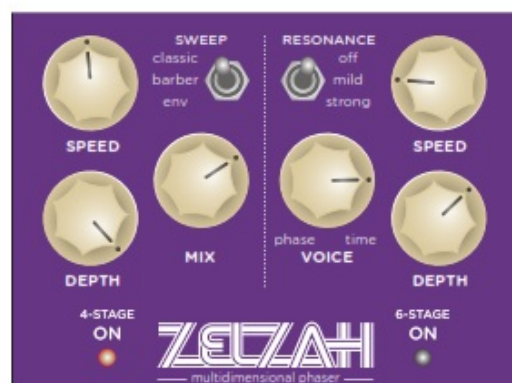 SWEEP
classic
barber
env
RESONANCE
off
mild
strong
SPEED
SPEED
MIX
phase time
VOICE
DEPTH
DEPTH
4-STAGE
ON
6-STAGE
ON
ZELZAH
multidimensional phaser